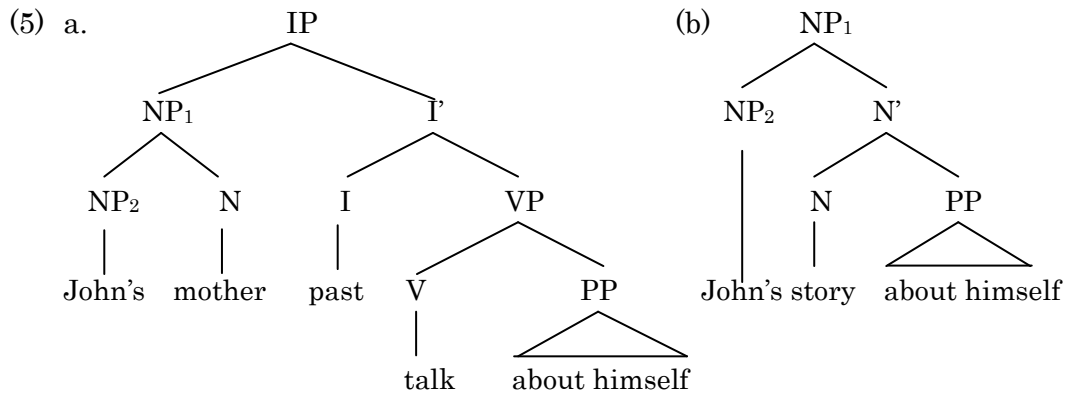 (5) a. IP (b) NP₁
NP₁ I' NP₂ N'
NP₂ N I VP N PP
John's mother past V PP John's story about himself
talk about himself